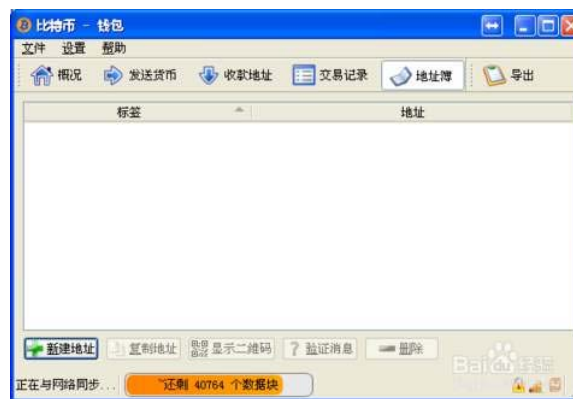 比特币 - 钱包
文件 设置 帮助
概况 发送货币 收款地址 交易记录 地址簿 导出
标签 地址
新建地址 复制地址 显示二维码 验证消息 删除
正在与网络同步... ~还剩 40764 个数据块
Baidu 经验